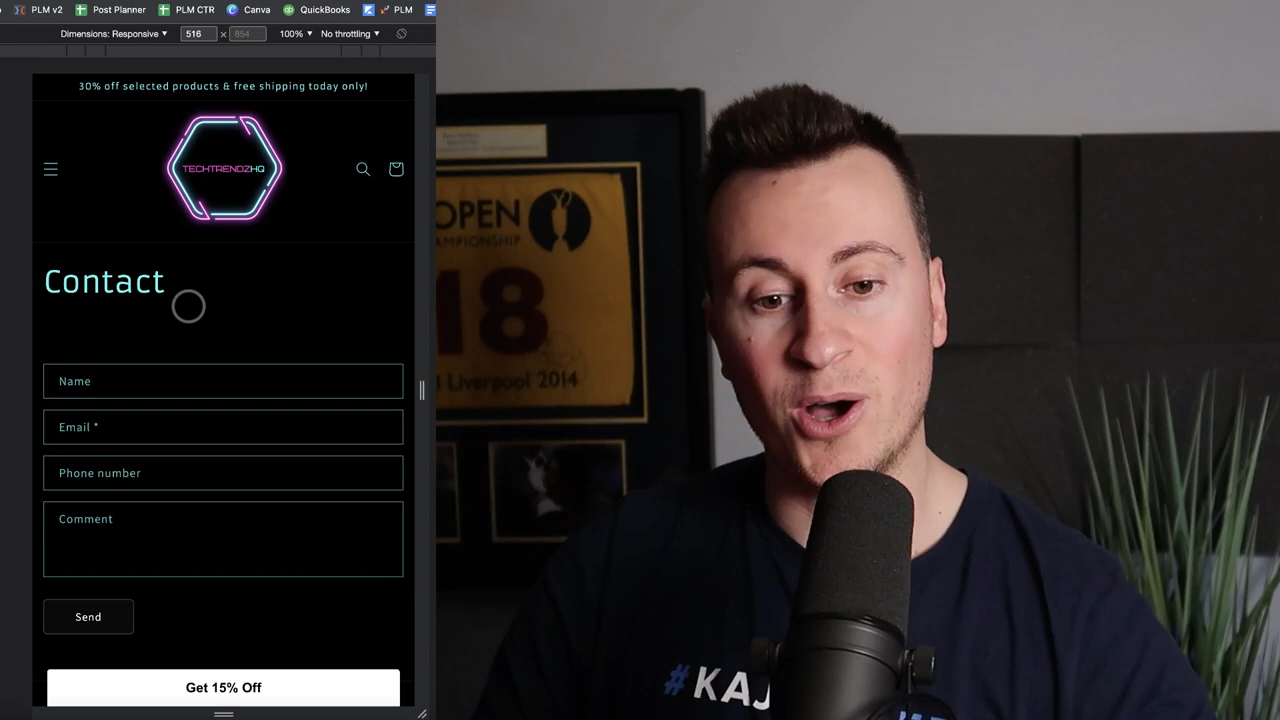 PLM v2 Post Planner PLM CTR Canva QuickBooks PLM
Dimensions: Responsive 516 x 854 100% No throttling
30% off selected products & free shipping today only!
TECHTRENDZHQ
Contact
Name
Email *
Phone number
Comment
Send
Get 15% Off
OPEN
AMPIONSHIP
18
Liverpool 2014
#KAJ